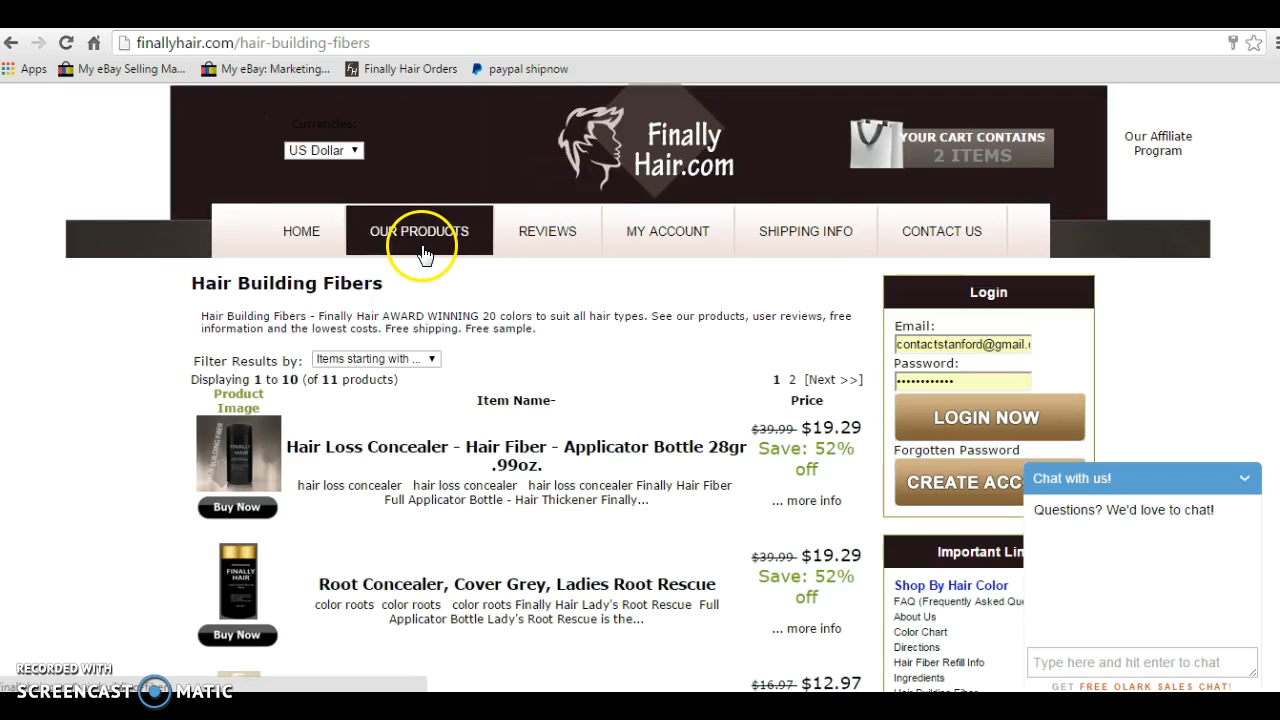 finallyhair.com/hair-building-fibers
Apps My eBay Selling Ma... My eBay: Marketing... Finally Hair Orders paypal shipnow
Currencies:
US Dollar
Finally
Hair.com
YOUR CART CONTAINS
2 ITEMS
Our Affiliate
Program
HOME OUR PRODUCTS REVIEWS MY ACCOUNT SHIPPING INFO CONTACT US
Hair Building Fibers
Hair Building Fibers - Finally Hair AWARD WINNING 20 colors to suit all hair types. See our products, user reviews, free
information and the lowest costs. Free shipping. Free sample.
Filter Results by: Items starting with ...
Displaying 1 to 10 (of 11 products) 1 2 [Next >>]
Product
Image
Item Name-
Price
FINALLY
HAIR
Hair Loss Concealer - Hair Fiber - Applicator Bottle 28gr
.99oz.
hair loss concealer hair loss concealer hair loss concealer Finally Hair Fiber
Full Applicator Bottle - Hair Thickener Finally...
$39.99- $19.29
Save: 52%
off
... more info
Buy Now
FINALLY
HAIR
Root Concealer, Cover Grey, Ladies Root Rescue
color roots color roots color roots Finally Hair Lady's Root Rescue Full
Applicator Bottle Lady's Root Rescue is the...
$39.99- $19.29
Save: 52%
off
... more info
Buy Now
$16.97- $12.97
Login
Email:
contactstanford@gmail.c
Password:
LOGIN NOW
Forgotten Password
CREATE ACC
Important Lin
Shop By Hair Color
FAQ (Frequently Asked Que
About Us
Color Chart
Directions
Hair Fiber Refill Info
Ingredients
Hair Building Fiber
Chat with us!
Questions? We'd love to chat!
Type here and hit enter to chat
GET FREE OLARK SALES CHAT!
RECORDED WITH
SCREENCAST MATIC